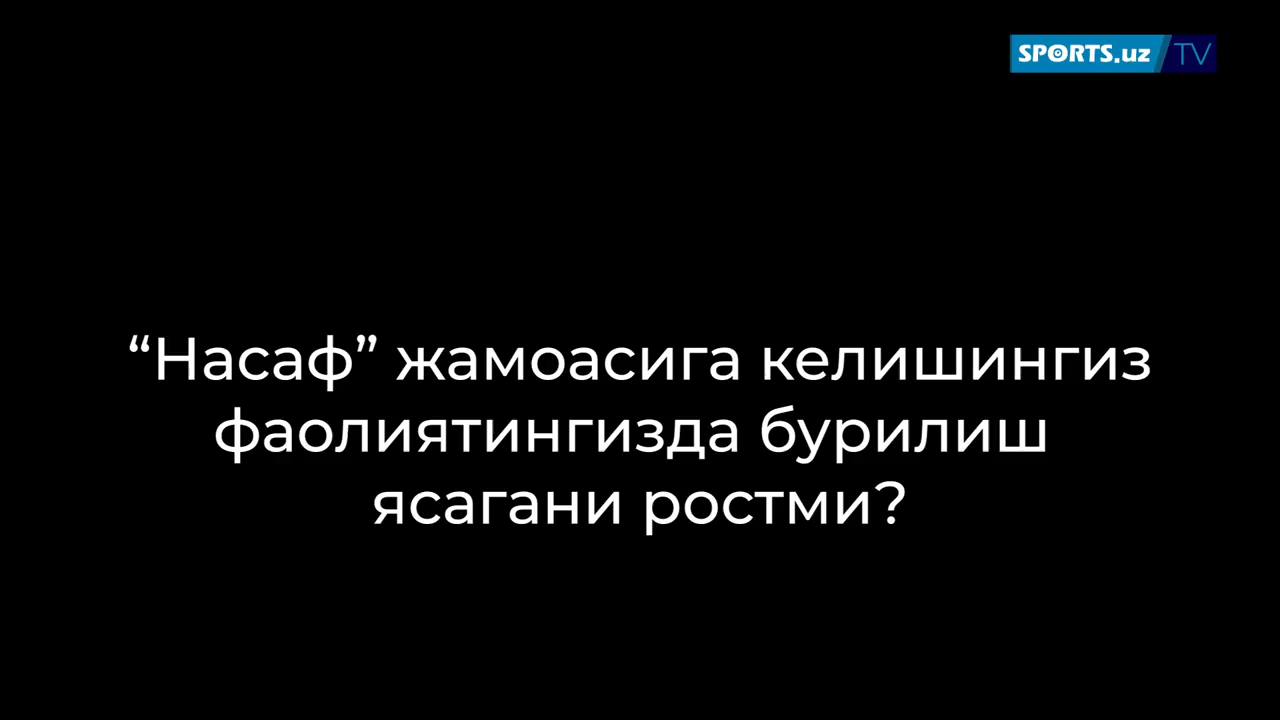 SPORTS.uz TV
“Насаф” жамоасига келишингиз
фаолиятингизда бурилиш
ясагани ростми?